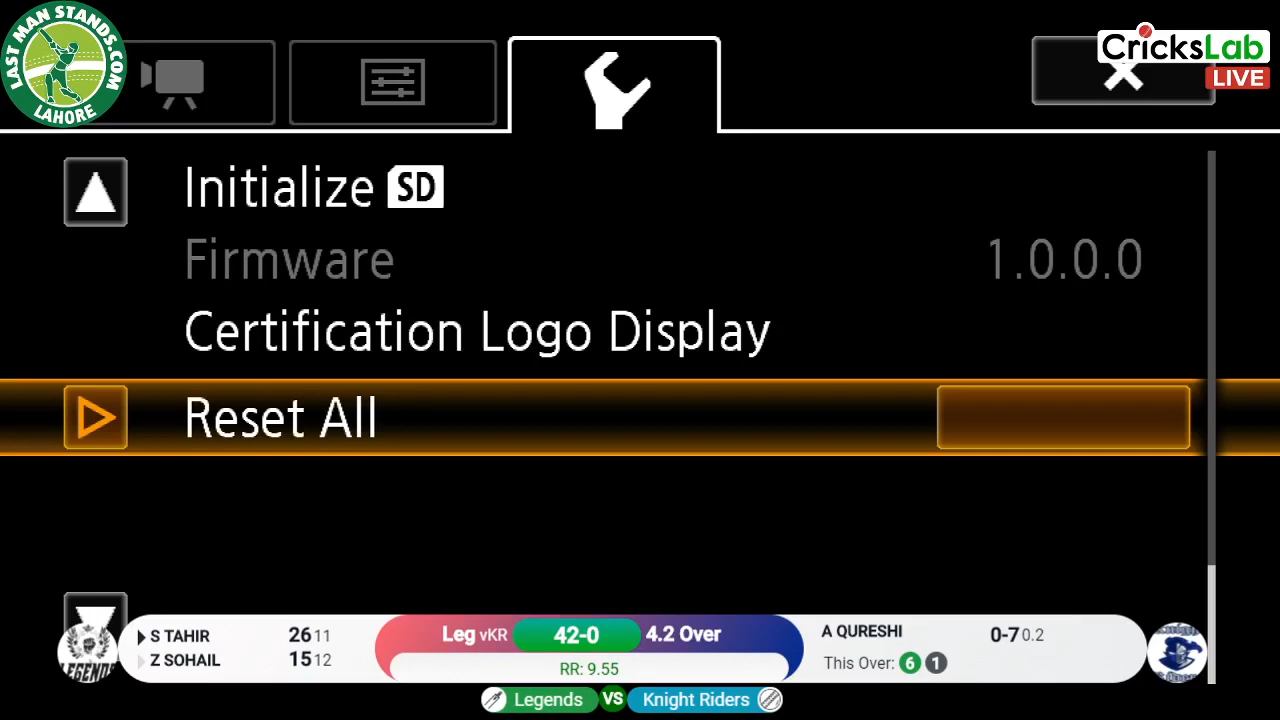 LAST MAN STANDS.COM
LAHORE
CricksLab
LIVE
Initialize SD
Firmware 1.0.0.0
Certification Logo Display
Reset All
S TAHIR 26 11
Z SOHAIL 15 12
Leg vKR 42-0 4.2 Over
RR: 9.55
A QURESHI 0-7 0.2
This Over: 6 1
LEGENDS
Legends VS Knight Riders